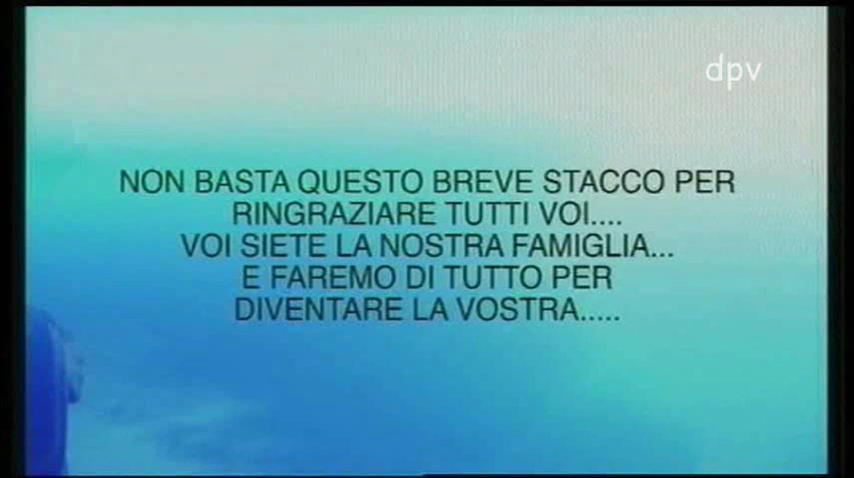 dpv
NON BASTA QUESTO BREVE STACCO PER
RINGRAZIARE TUTTI VOI....
VOI SIETE LA NOSTRA FAMIGLIA...
E FAREMO DI TUTTO PER
DIVENTARE LA VOSTRA.....